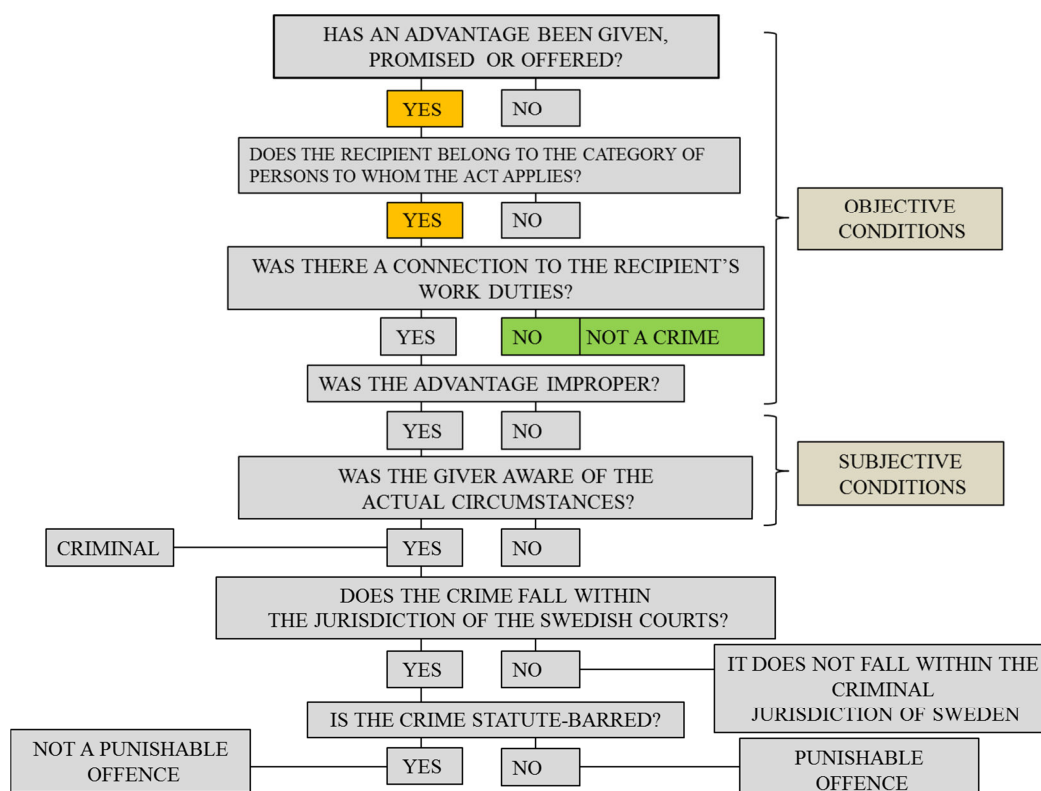 HAS AN ADVANTAGE BEEN GIVEN,
PROMISED OR OFFERED?
YES
NO
DOES THE RECIPIENT BELONG TO THE CATEGORY OF
PERSONS TO WHOM THE ACT APPLIES?
YES
NO
OBJECTIVE
CONDITIONS
WAS THERE A CONNECTION TO THE RECIPIENT'S
WORK DUTIES?
YES
NO
NOT A CRIME
WAS THE ADVANTAGE IMPROPER?
YES
NO
WAS THE GIVER AWARE OF THE
ACTUAL CIRCUMSTANCES?
SUBJECTIVE
CONDITIONS
CRIMINAL
YES
NO
DOES THE CRIME FALL WITHIN
THE JURISDICTION OF THE SWEDISH COURTS?
YES
NO
IT DOES NOT FALL WITHIN THE
CRIMINAL
JURISDICTION OF SWEDEN
IS THE CRIME STATUTE-BARRED?
NOT A PUNISHABLE
OFFENCE
YES
NO
PUNISHABLE
OFFENCE